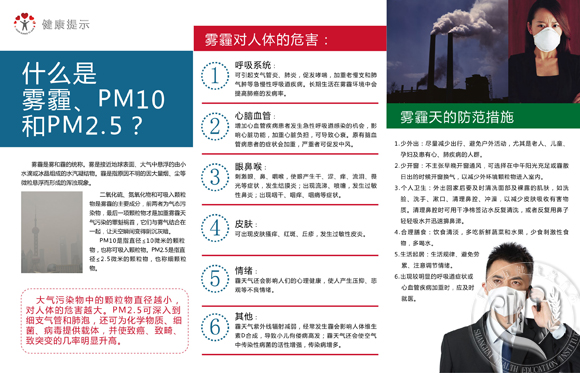 健康提示
什么是
雾霾、PM10
和PM2.5？
雾霾是雾和霾的统称。雾是接近地球表面、大气中悬浮的由小
水滴或冰晶组成的水汽凝结物。霾是指原因不明的因大量烟、尘等
微粒悬浮而形成的浑浊现象。
二氧化硫、氮氧化物和可吸入颗粒
物是雾霾的主要成分，前两者为气态污
染物，最后一项颗粒物才是加重雾霾天
气污染的罪魁祸首，它们与雾气结合在
一起，让天空瞬间变得阴沉灰暗。
PM10是指直径≤10微米的颗粒
物，也称可吸入颗粒物。PM2.5是指直
径≤2.5微米的颗粒物，也称细颗粒
物。
大气污染物中的颗粒物直径越小，
对人体的危害越大。PM2.5可深入到
细支气管和肺泡，还可为化学物质、细
菌、病毒提供载体，并使致癌、致畸、
致突变的几率明显升高。
雾霾对人体的危害：
1
呼吸系统：
可引起支气管炎、肺炎，促发哮喘，加重老慢支和肺
气肿等急慢性呼吸道疾病。长期生活在雾霾环境中会
提高肺癌的发病率。
2
心脑血管：
增加心血管疾病患者发生急性呼吸道感染的机会，影
响心脏功能，加重心脏负担，可导致心衰。原有脑血
管病患者的症状会加重，严重者可促发中风。
3
眼鼻喉：
刺激眼、鼻、咽喉，使眼产生干、涩、痒、流泪、得
光等症状，发生结膜炎；出现流涕、喷嚏，发生过敏
性鼻炎；出现咽干、咽痒、咽痛等症状。
4
皮肤：
可出现皮肤瘙痒、红斑、丘疹，发生过敏性皮炎。
5
情绪：
霾天气还会影响人们的心理健康，使人产生压抑、悲
观等不良情绪。
6
其他：
霾天气紫外线辐射减弱，经常发生霾会影响人体维生
素D合成，导致小儿佝偻病高发；霾天气还会使空气
中传染性病菌的活性增强，传染病增多。
雾霾天的防范措施
1.少外出：尽量减少出行，避免户外活动，尤其是老人、儿童、
孕妇及患有心、肺疾病的人群。
2.少开窗：不主张早晚开窗通风，可选择在中午阳光充足或霾散
日出的时候开窗换气，以减少外环境颗粒物进入室内。
3.个人卫生：外出回家后要及时清洗面部及裸露的肌肤，如洗
脸、洗手、漱口、清理鼻腔、冲澡，以减少皮肤吸收有害物
质。清理鼻腔时可用干净棉签沾水反复清洗，或者反复用鼻子
轻轻吸水并迅速擤鼻涕。
4.合理膳食：饮食清淡，多吃新鲜蔬菜和水果，少食刺激性食
物，多喝水。
5.生活起居：生活规律，避免劳
累，注意调节情绪。
6.出现较明显的呼吸道症状或
心血管疾病加重时，应及时
就医。